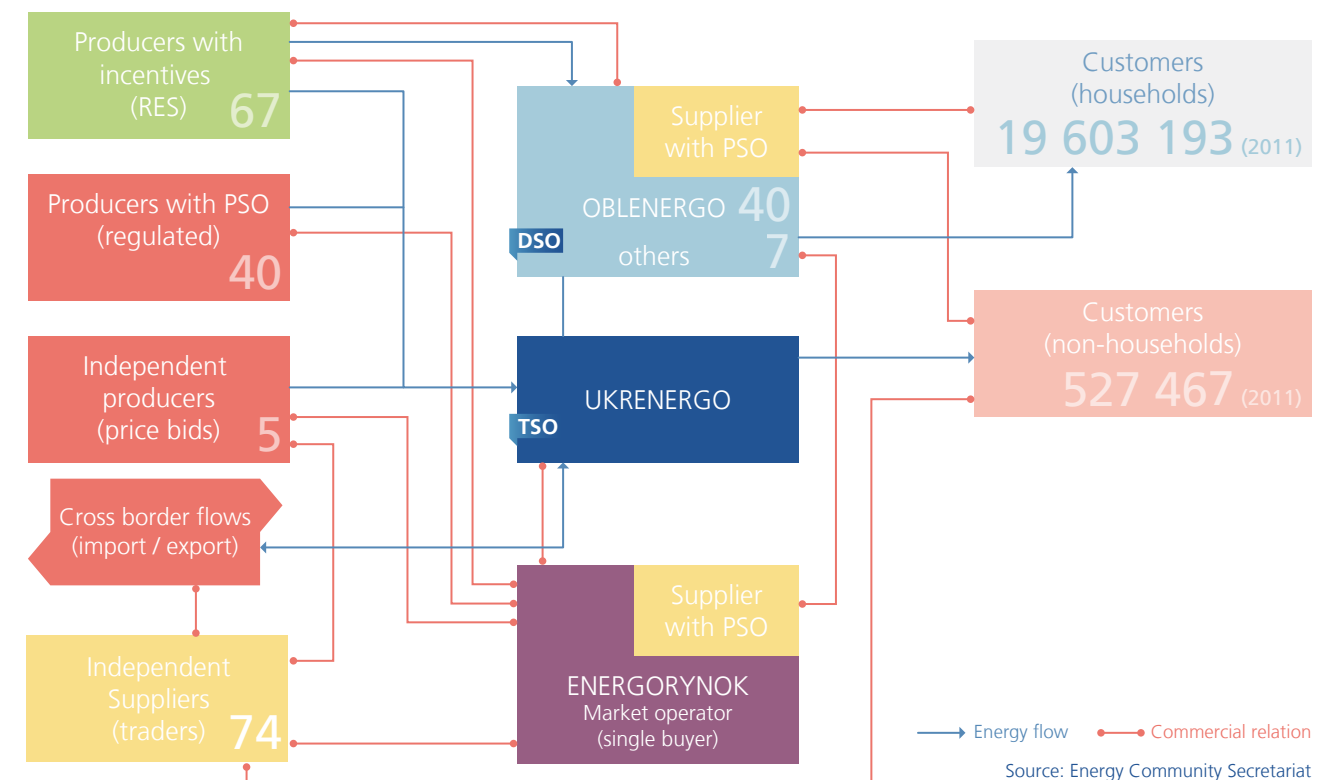 Producers with
incentives
(RES) 67
Producers with PSO
(regulated)
40
Independent
producers
(price bids) 5
Cross border flows
(import / export)
Independent
Suppliers
(traders) 74
Supplier
with PSO
OBLENERGO 40
DSO
others 7
UKRENERGO
TSO
Supplier
with PSO
ENERGORYNOK
Market operator
(single buyer)
Customers
(households)
19 603 193 (2011)
Customers
(non-households)
527 467 (2011)
Energy flow Commercial relation
Source: Energy Community Secretariat